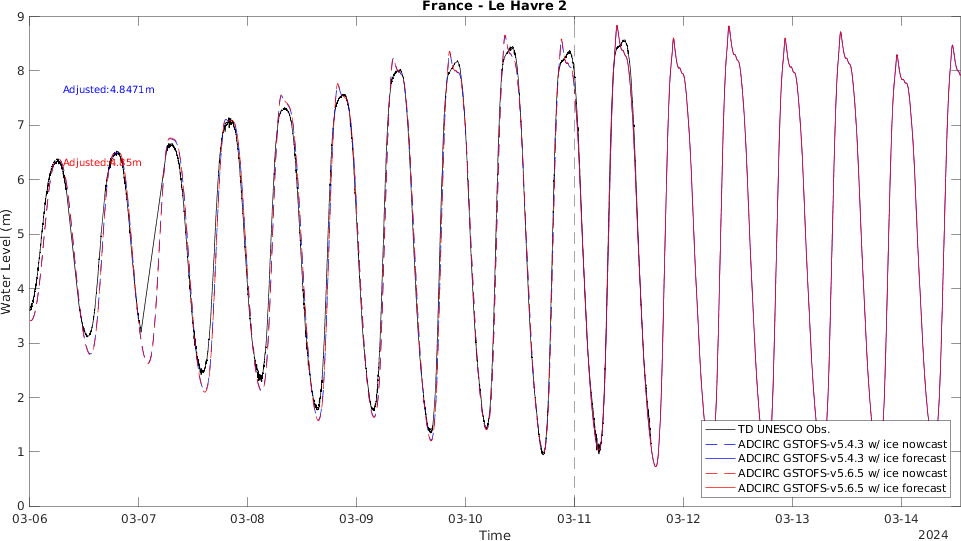 France - Le Havre 2
9
8
7
6
5
4
3
2
1
0
Water Level (m)
Adjusted:4.8471m
Adjusted:4.85m
TD UNESCO Obs.
ADCIRC GSTOFS-v5.4.3 w/ ice nowcast
ADCIRC GSTOFS-v5.4.3 w/ ice forecast
ADCIRC GSTOFS-v5.6.5 w/ ice nowcast
ADCIRC GSTOFS-v5.6.5 w/ ice forecast
03-06 03-07 03-08 03-09 03-10 03-11 03-12 03-13 03-14
Time
2024